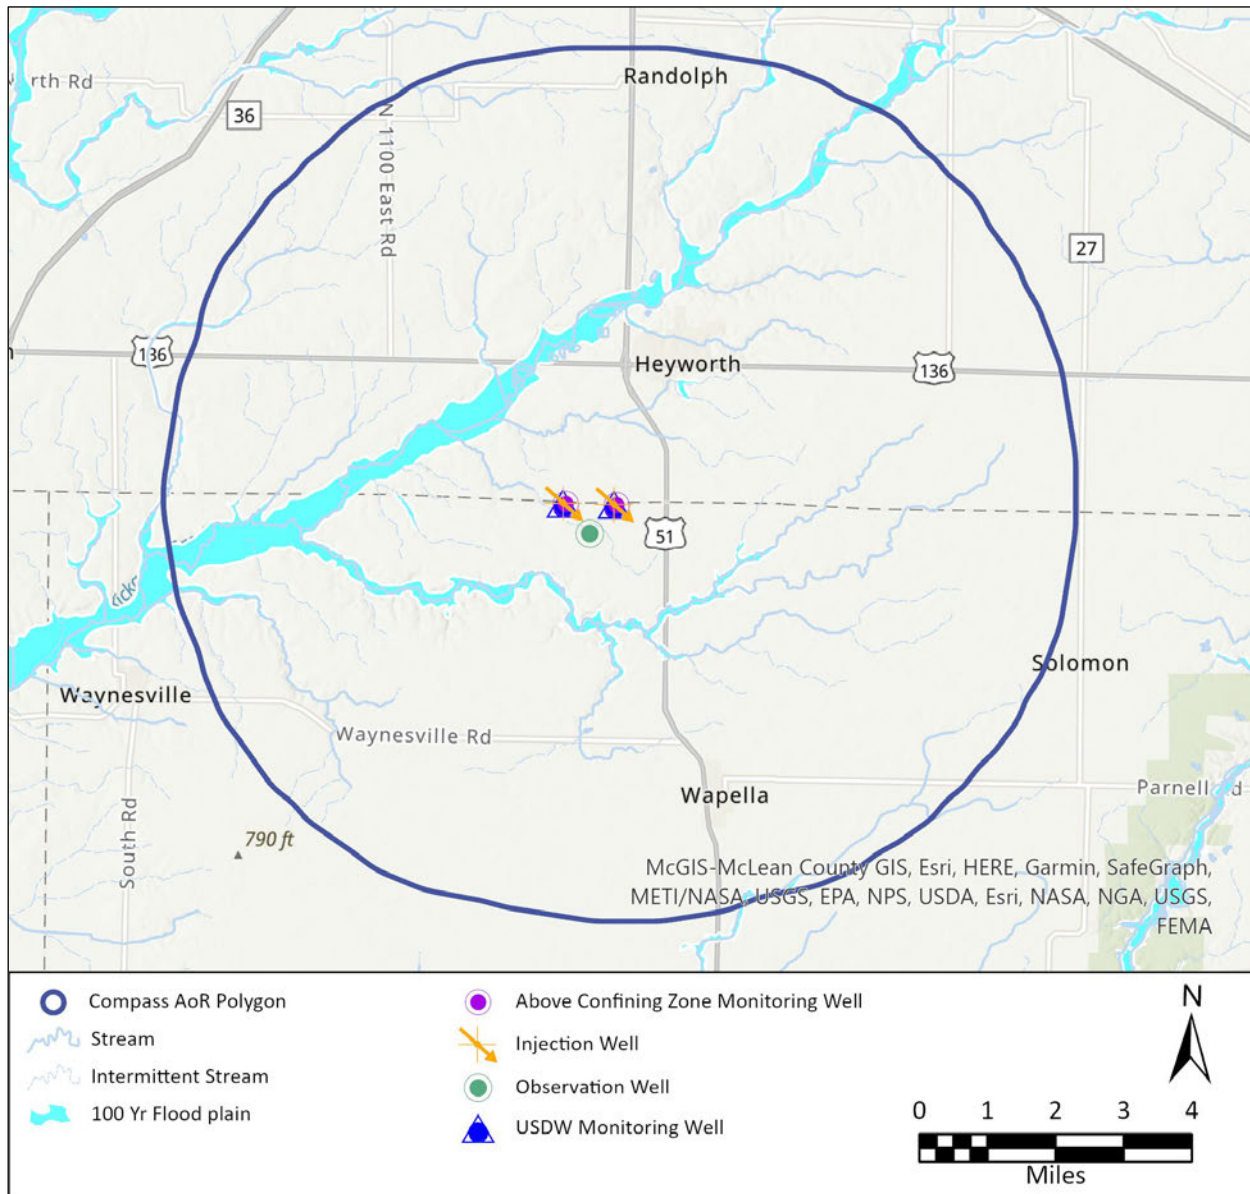 Randolph
rth Rd
36
N 1100 East Rd
27
136
Heyworth
136
51
Solomon
Waynesville
Waynesville Rd
Wapella
Parnell Rd
South Rd
790 ft
McGIS-McLean County GIS, Esri, HERE, Garmin, SafeGraph,
METI/NASA, USGS, EPA, NPS, USDA, Esri, NASA, NGA, USGS,
FEMA
Compass AoR Polygon
Stream
Intermittent Stream
100 Yr Flood plain
Above Confining Zone Monitoring Well
Injection Well
Observation Well
USDW Monitoring Well
N
0 1 2 3 4
Miles